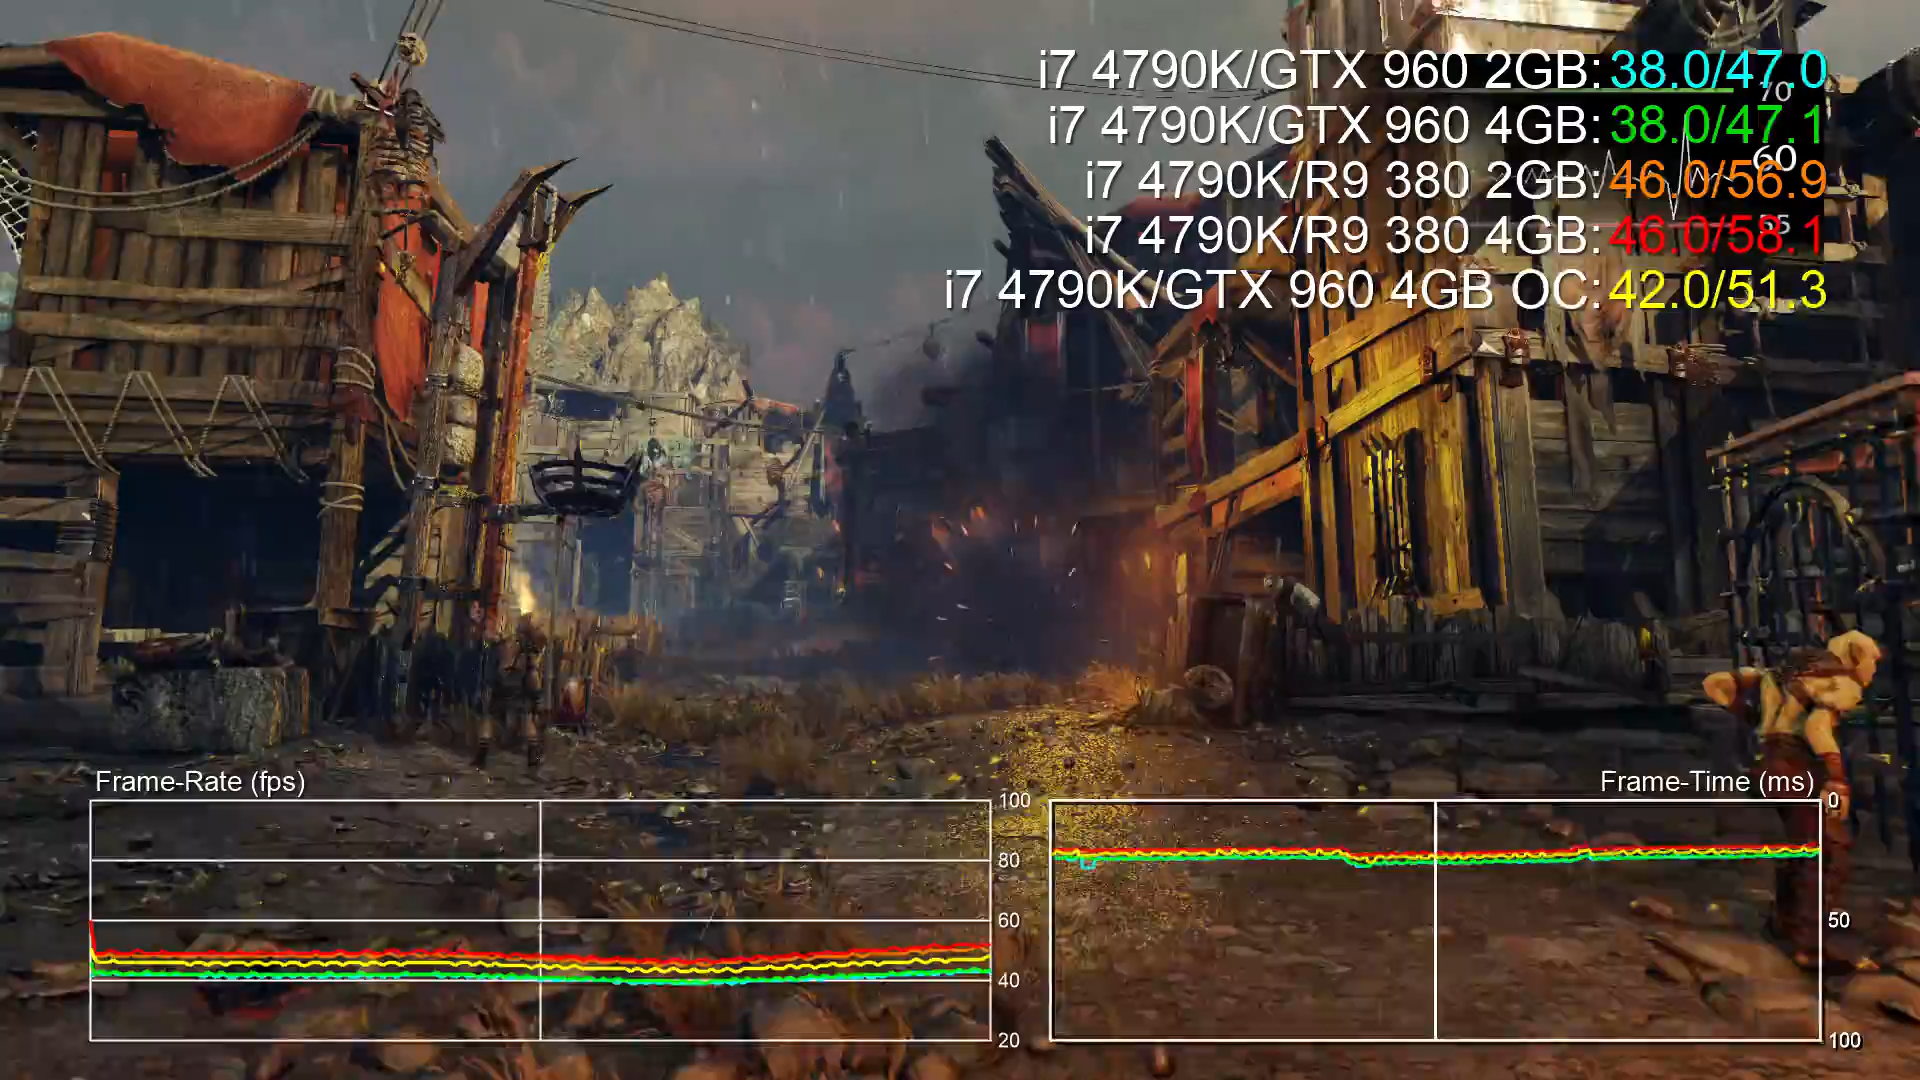 i7 4790K/GTX 960 2GB: 38.0/47.0
70
i7 4790K/GTX 960 4GB: 38.0/47.1
60
i7 4790K/R9 380 2GB: 46.0/56.9
55
i7 4790K/R9 380 4GB: 46.0/58.1
i7 4790K/GTX 960 4GB OC: 42.0/51.3
Frame-Rate (fps)
100
80
60
40
20
Frame-Time (ms)
0
50
100